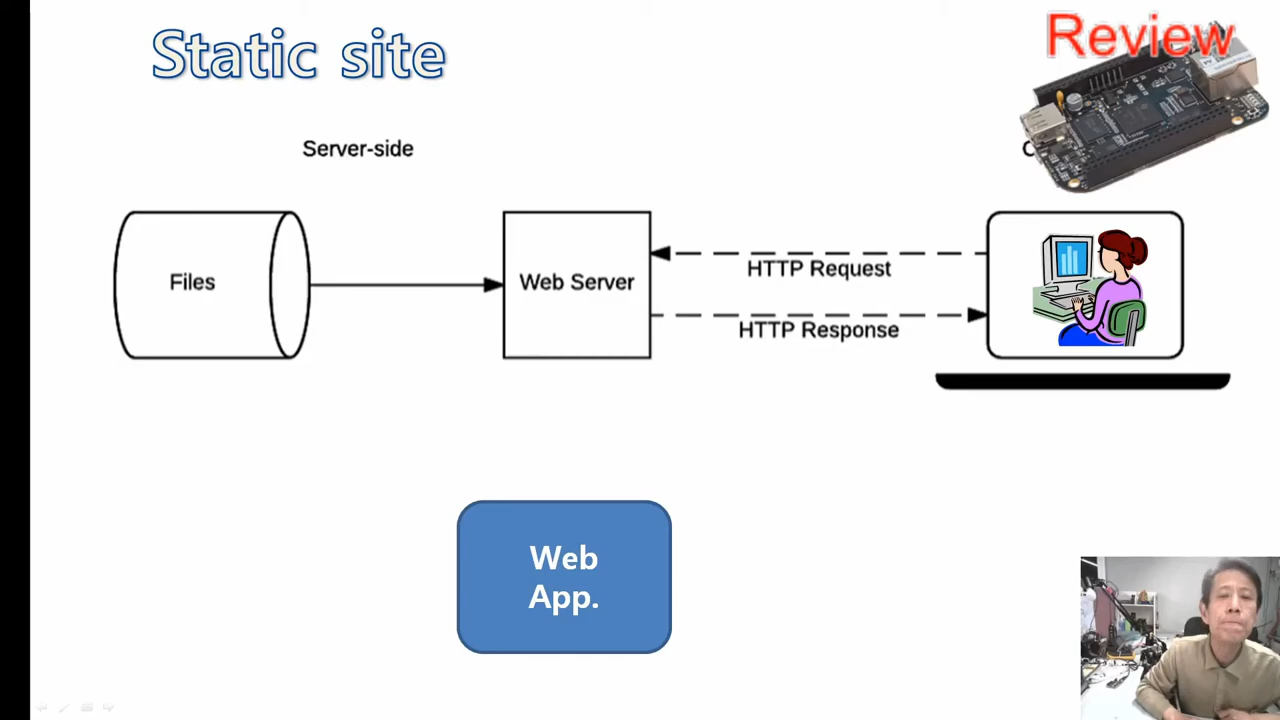 Static site
Review
Server-side
C
Files
Web Server
HTTP Request
HTTP Response
Web
App.